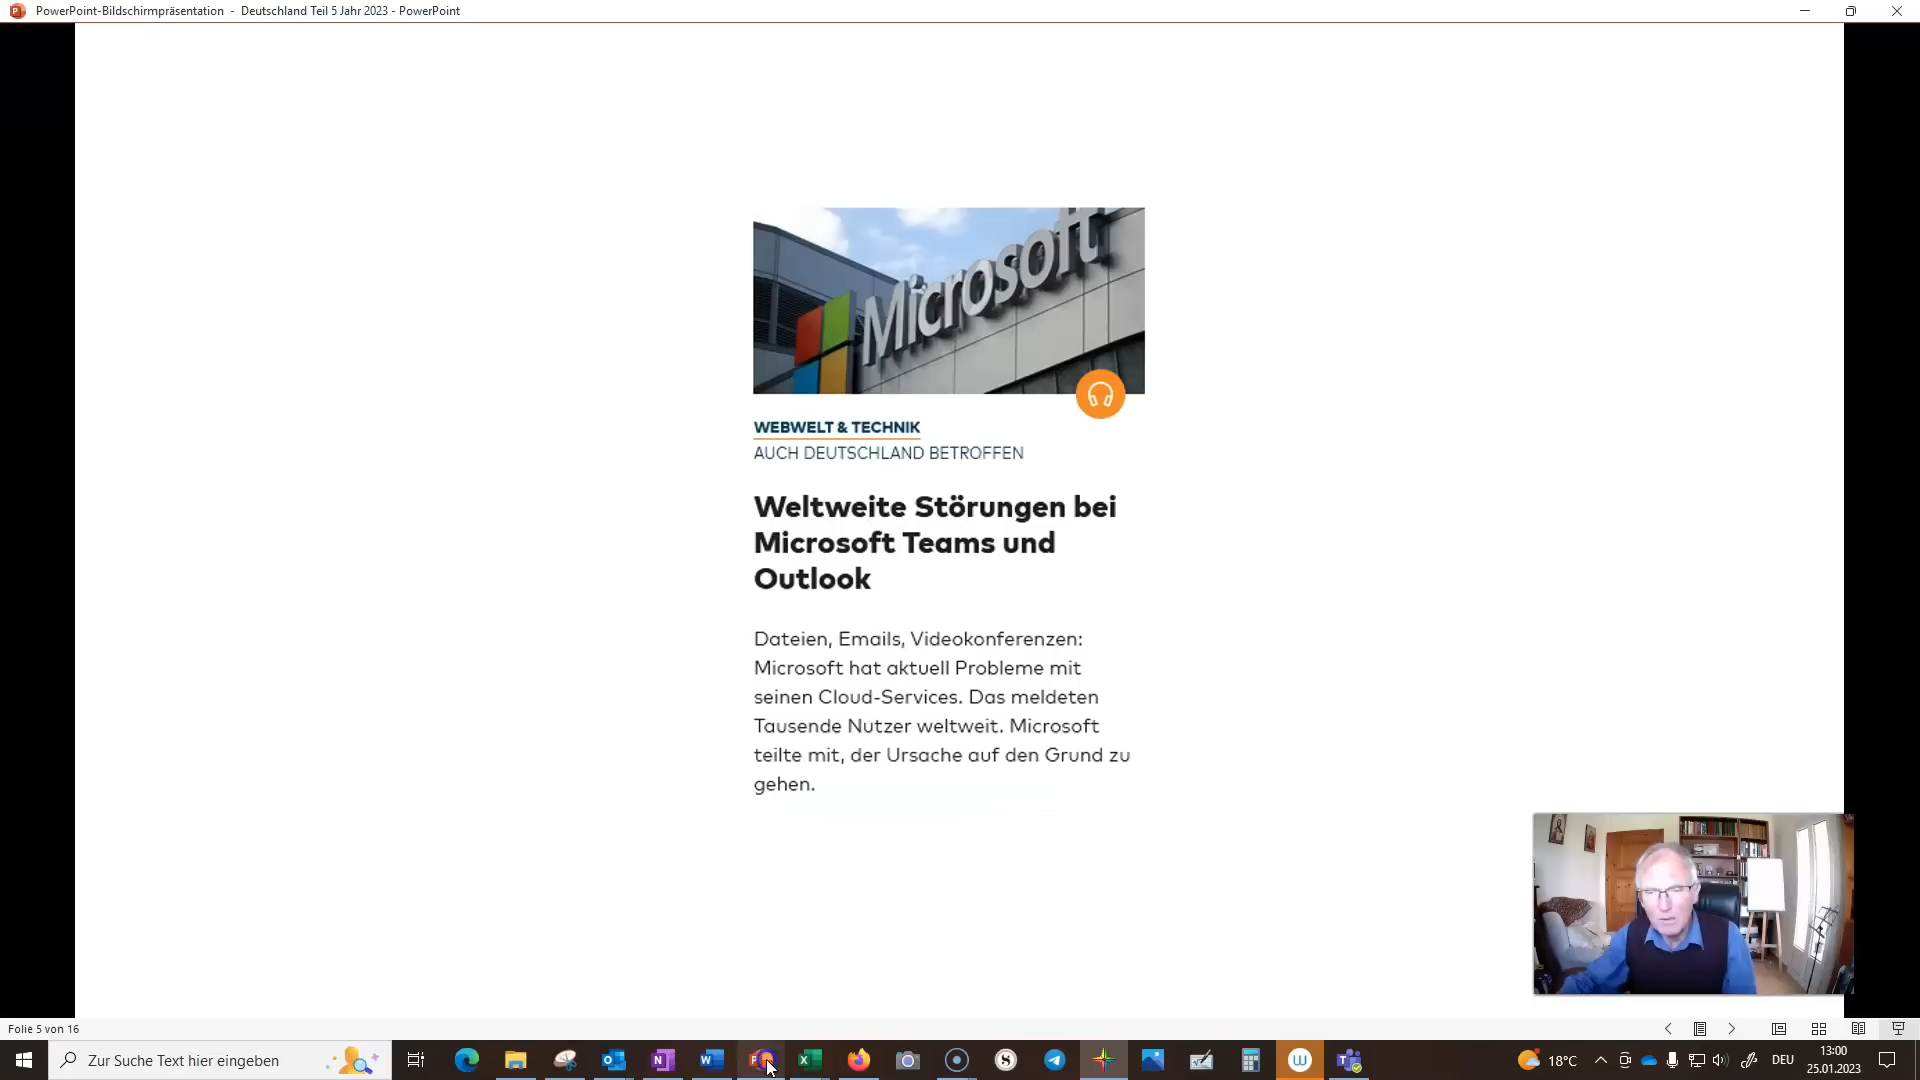 PowerPoint-Bildschirmpräsentation - Deutschland Teil 5 Jahr 2023 - PowerPoint
Microsoft
WEBWELT & TECHNIK
AUCH DEUTSCHLAND BETROFFEN
Weltweite Störungen bei
Microsoft Teams und
Outlook
Dateien, Emails, Videokonferenzen:
Microsoft hat aktuell Probleme mit
seinen Cloud-Services. Das meldeten
Tausende Nutzer weltweit. Microsoft
teilte mit, der Ursache auf den Grund zu
gehen.
Folie 5 von 16
Zur Suche Text hier eingeben
18°C
DEU
13:00
25.01.2023